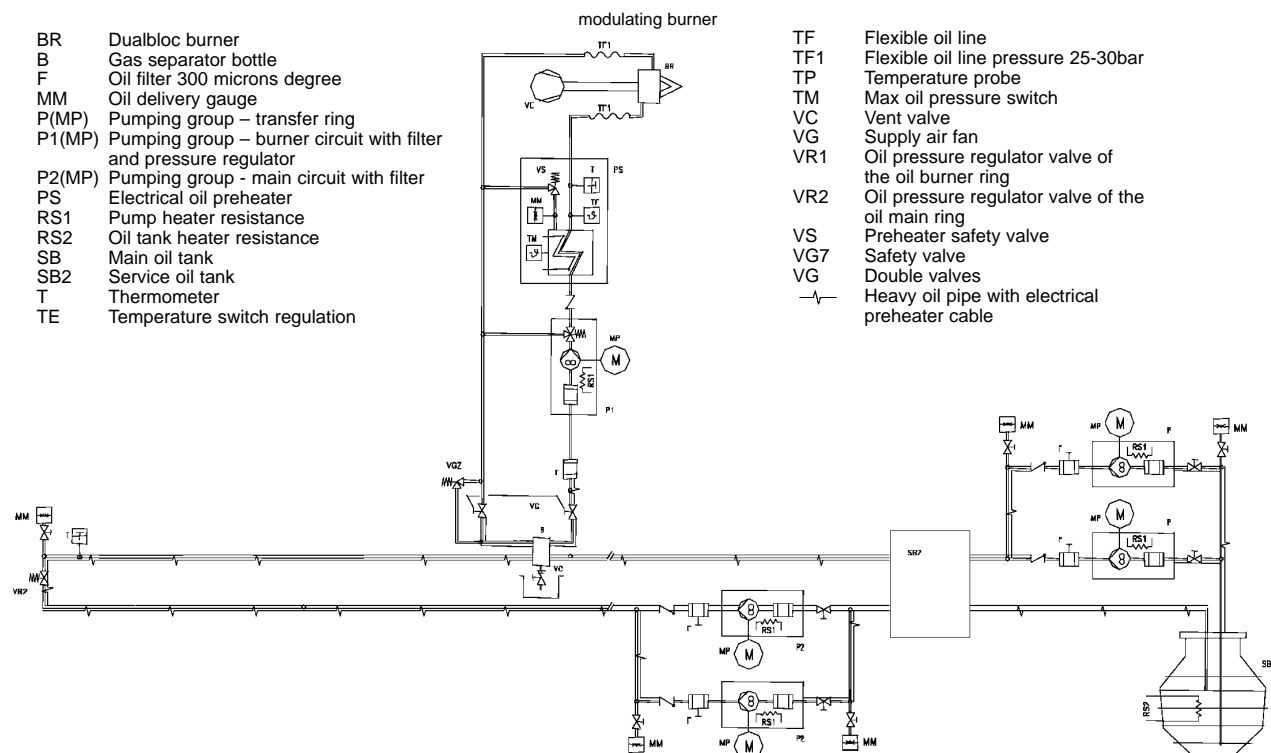 modulating burner
BR Dualbloc burner
B Gas separator bottle
F Oil filter 300 microns degree
MM Oil delivery gauge
P(MP) Pumping group – transfer ring
P1(MP) Pumping group – burner circuit with filter
and pressure regulator
P2(MP) Pumping group - main circuit with filter
PS Electrical oil preheater
RS1 Pump heater resistance
RS2 Oil tank heater resistance
SB Main oil tank
SB2 Service oil tank
T Thermometer
TE Temperature switch regulation
TF Flexible oil line
TF1 Flexible oil line pressure 25-30bar
TP Temperature probe
TM Max oil pressure switch
VC Vent valve
VG Supply air fan
VR1 Oil pressure regulator valve of
the oil burner ring
VR2 Oil pressure regulator valve of the
oil main ring
VS Preheater safety valve
VG7 Safety valve
VG Double valves
Heavy oil pipe with electrical
preheater cable
TF1
BR
VC
TF1
VS
T
PS
MM
TF
TM
MP
M
RS1
P1
F
VGZ
VG
B
VC
MM
T
VR2
MM
MP
M
P
MM
F
RS1
MP
M
P
F
RS1
SB2
F
RS1
MP
M
P2
F
RS1
MP
M
P2
MM
MM
SB
RS2